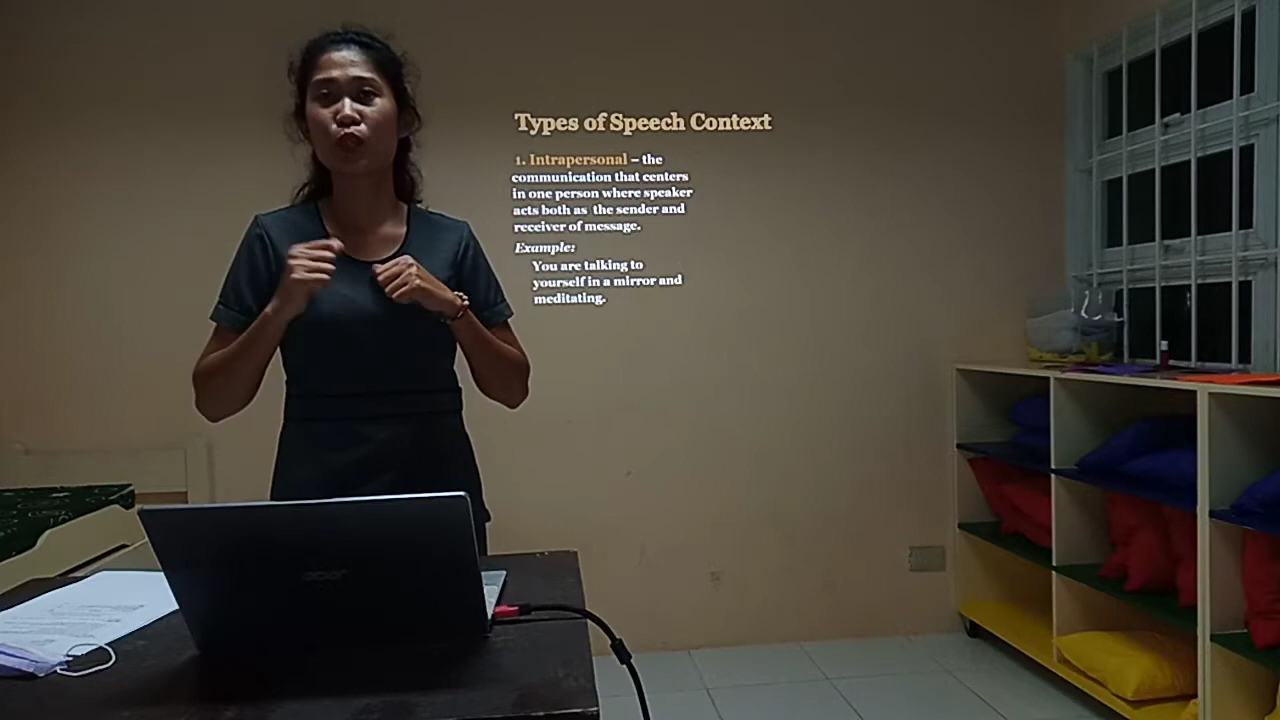 Types of Speech Context
1. Intrapersonal – the
communication that centers
in one person where speaker
acts both as the sender and
receiver of message.
Example:
You are talking to
yourself in a mirror and
meditating.
acer